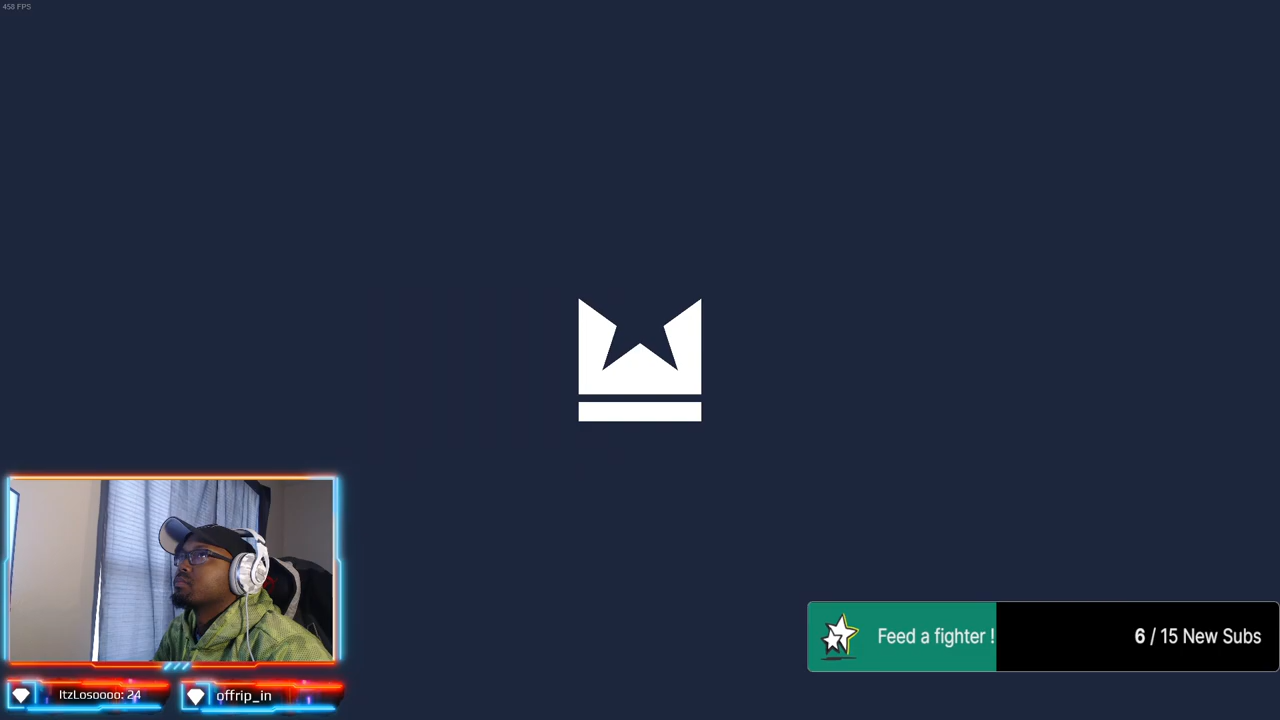 458 FPS
Feed a fighter !
6 / 15 New Subs
ItzLosoooo: 24
offrip_in